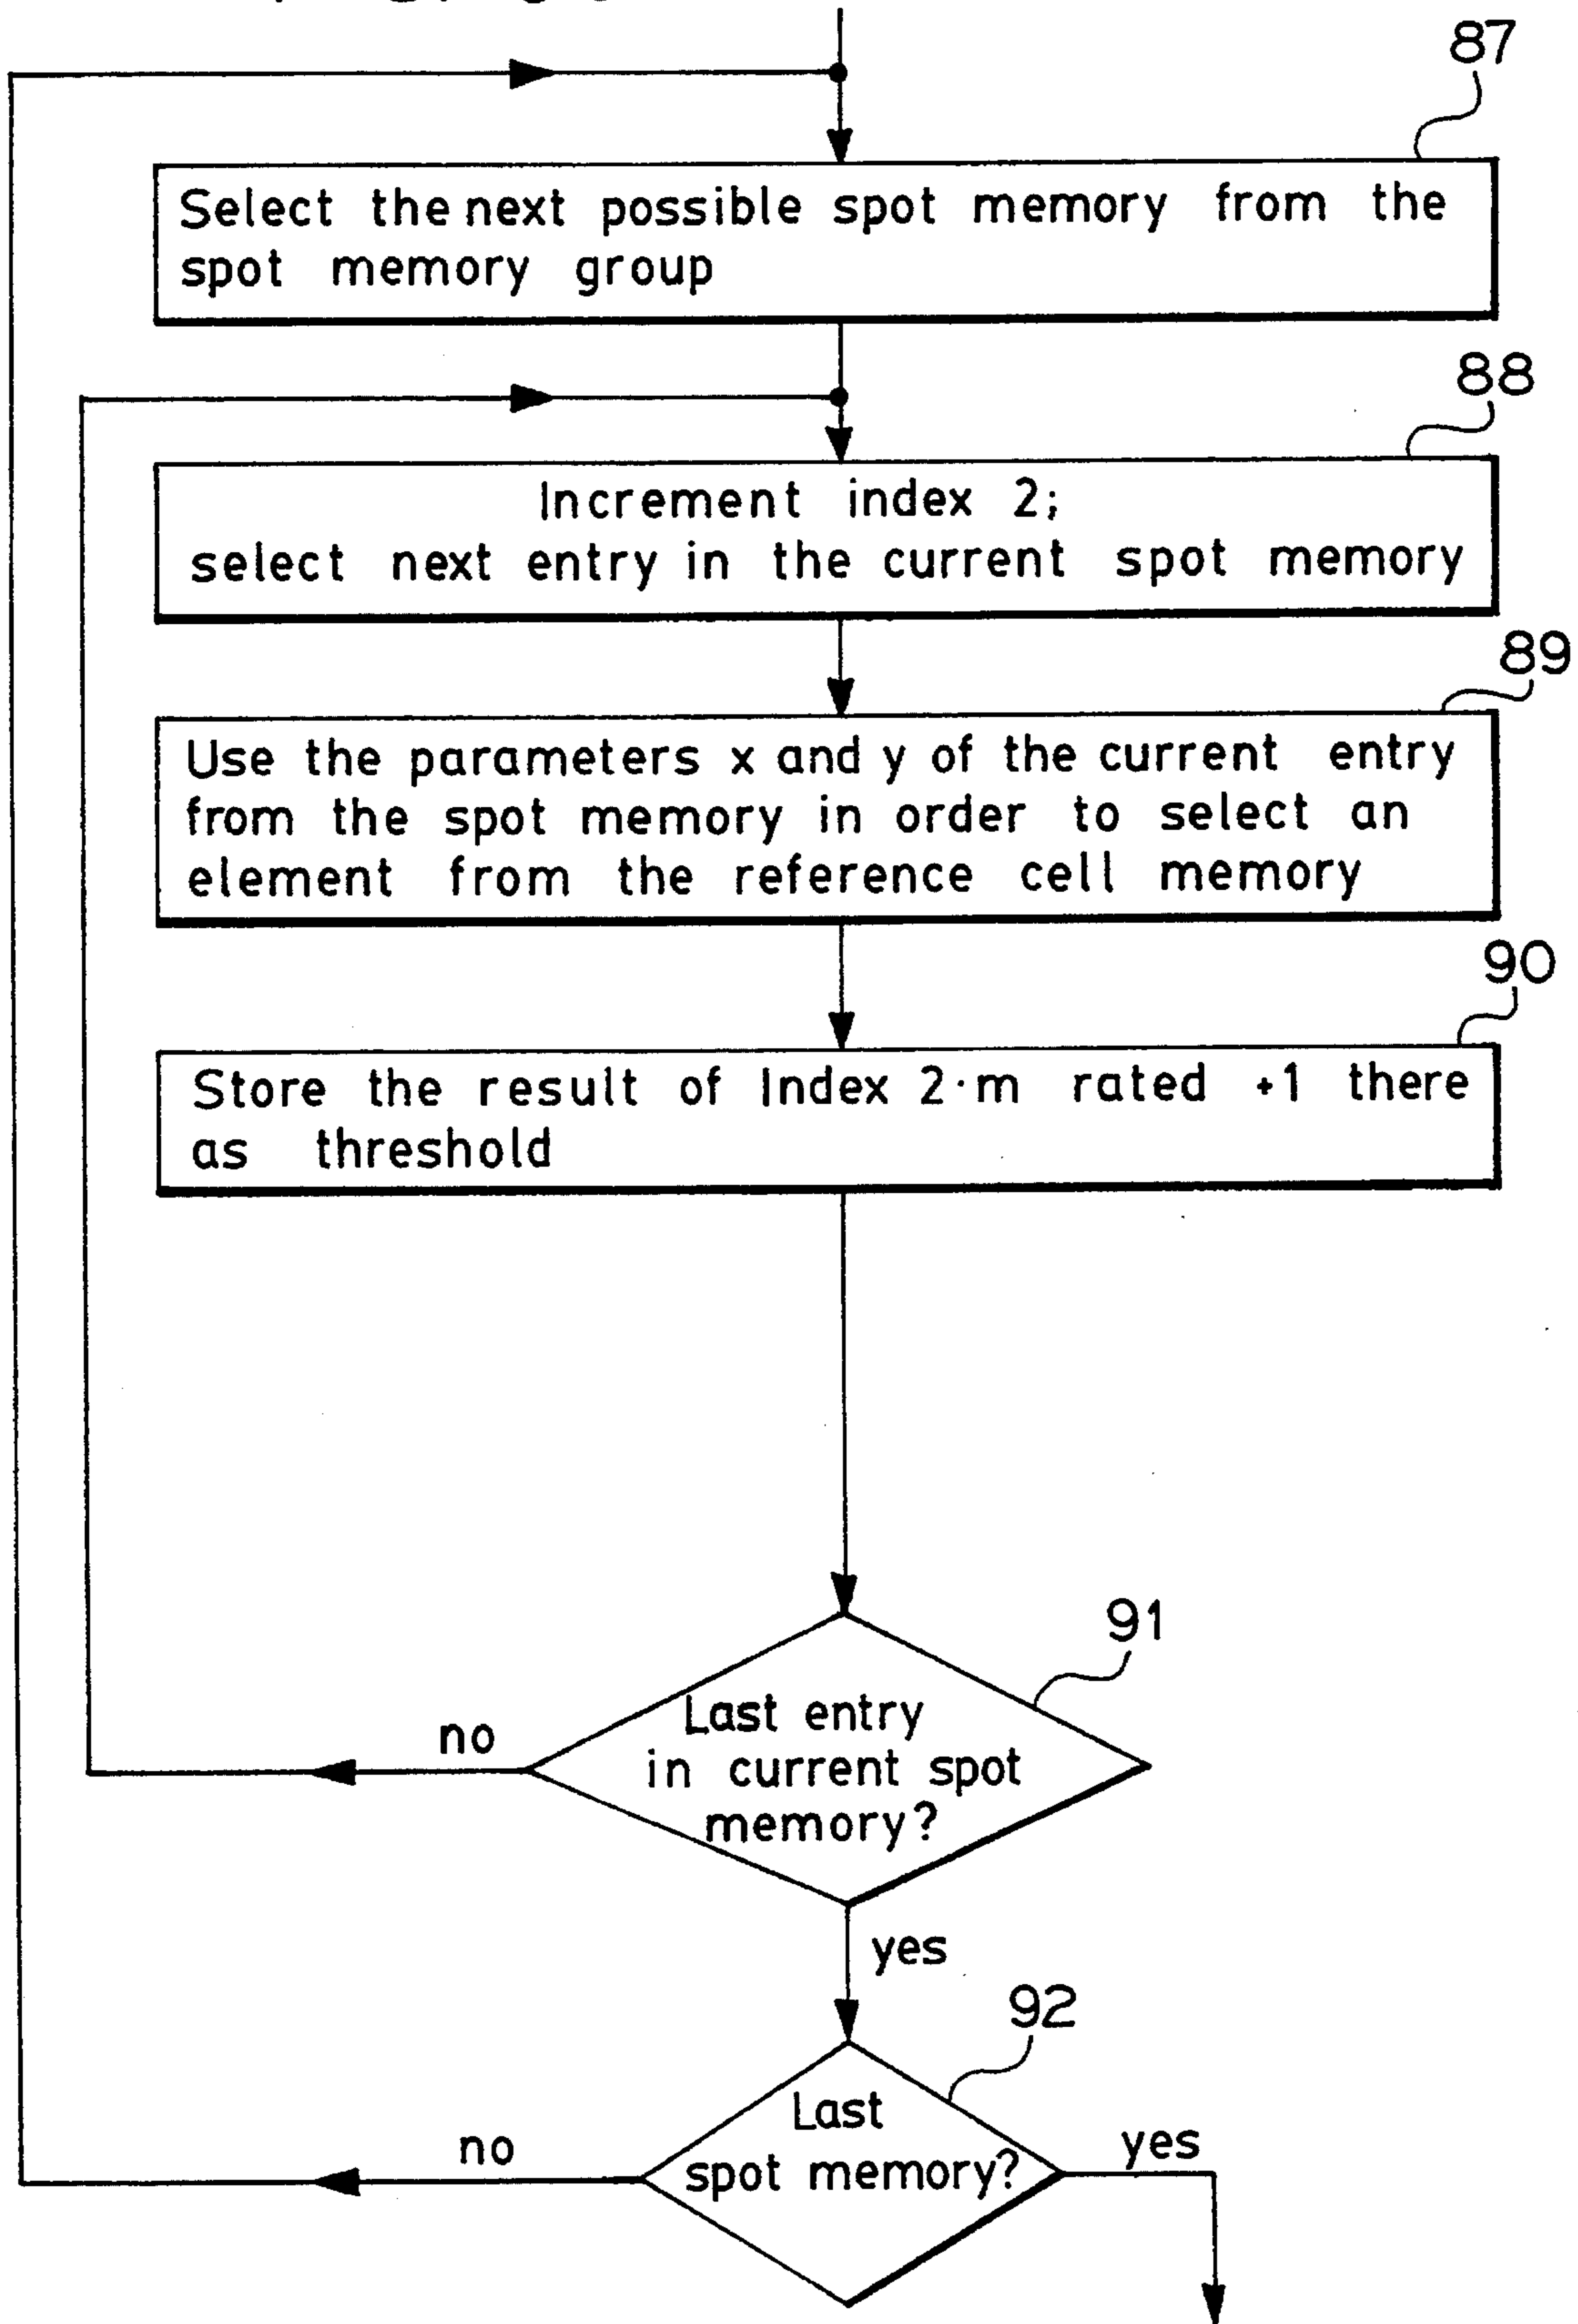 87
Select the next possible spot memory from the
spot memory group
88
Increment index 2;
select next entry in the current spot memory
89
Use the parameters x and y of the current entry
from the spot memory in order to select an
element from the reference cell memory
90
Store the result of Index 2·m rated +1 there
as threshold
91
Last entry
in current spot
memory?
no
yes
92
Last
spot memory?
no
yes